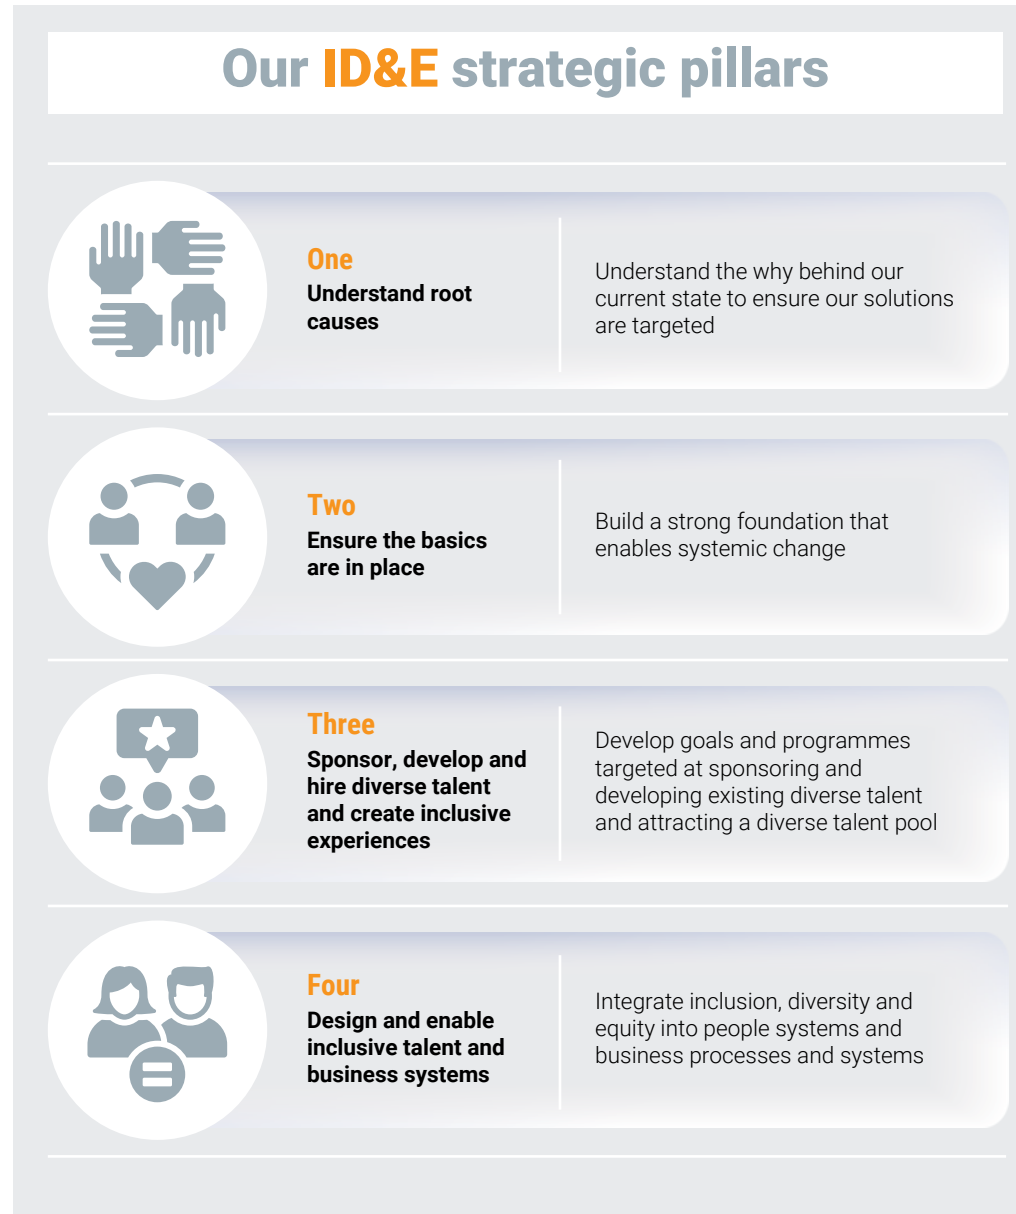 Our ID&E strategic pillars
One
Understand root
causes
Understand the why behind our
current state to ensure our solutions
are targeted
Two
Ensure the basics
are in place
Build a strong foundation that
enables systemic change
Three
Sponsor, develop and
hire diverse talent
and create inclusive
experiences
Develop goals and programmes
targeted at sponsoring and
developing existing diverse talent
and attracting a diverse talent pool
Four
Design and enable
inclusive talent and
business systems
Integrate inclusion, diversity and
equity into people systems and
business processes and systems